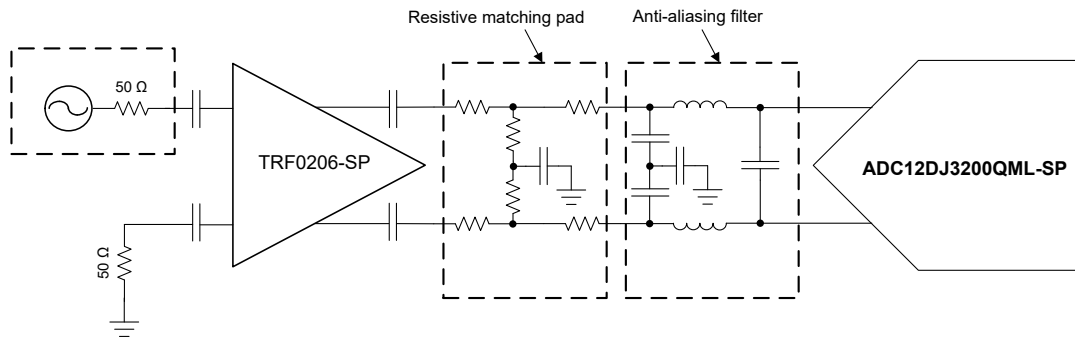 Resistive matching pad
Anti-aliasing filter
50 Ω
TRF0206-SP
ADC12DJ3200QML-SP
50 Ω